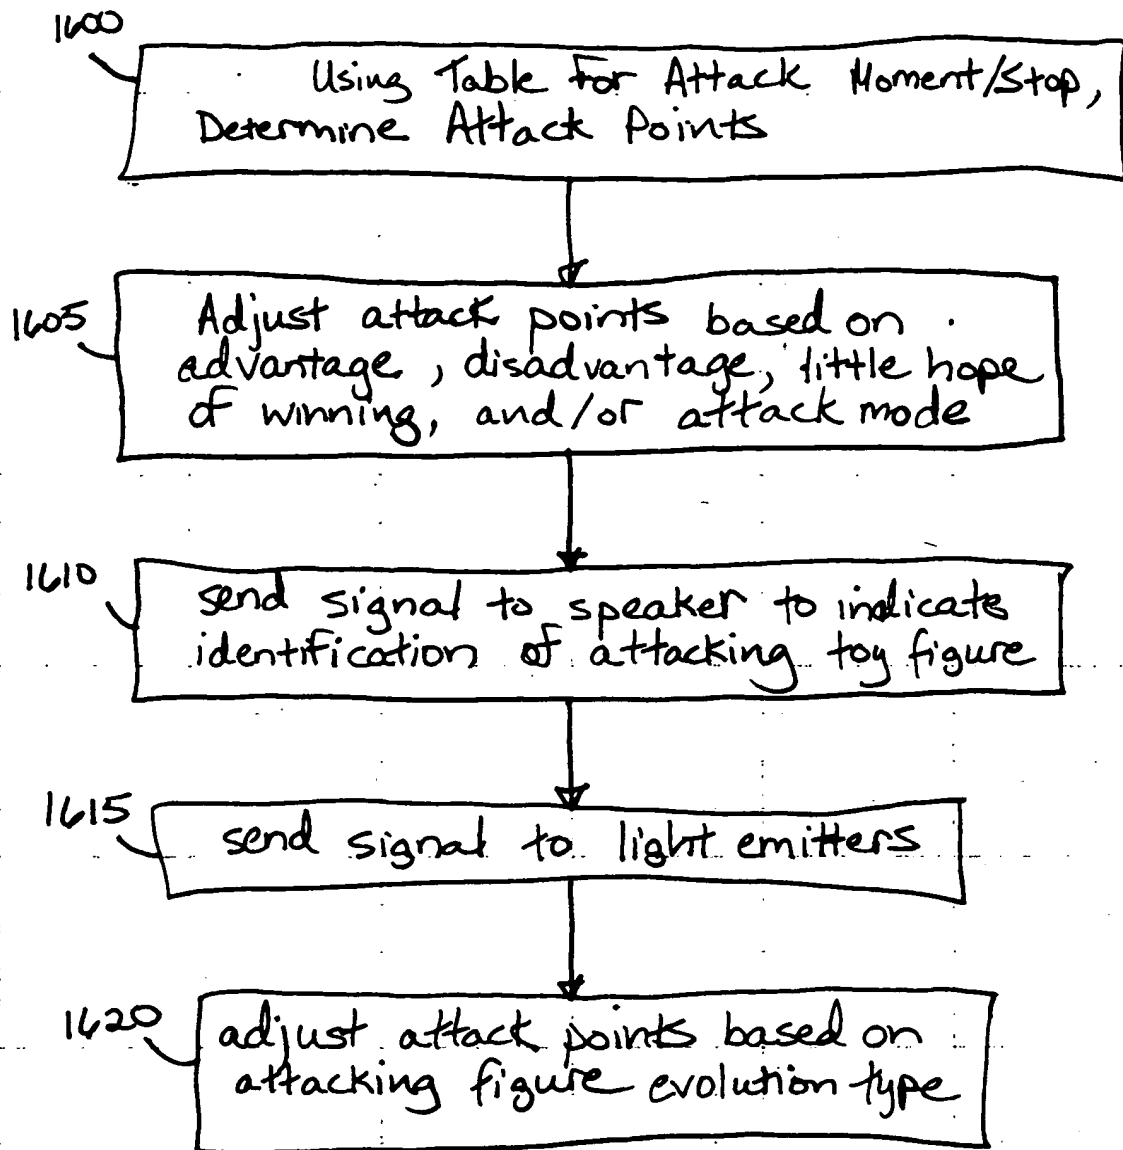 1600
Using Table For Attack Moment/Stop,
Determine Attack Points
1605
Adjust attack points based on
advantage, disadvantage, little hope
of winning, and/or attack mode
1610
send signal to speaker to indicate
identification of attacking toy figure
1615
send signal to light emitters
1620
adjust attack points based on
attacking figure evolution type